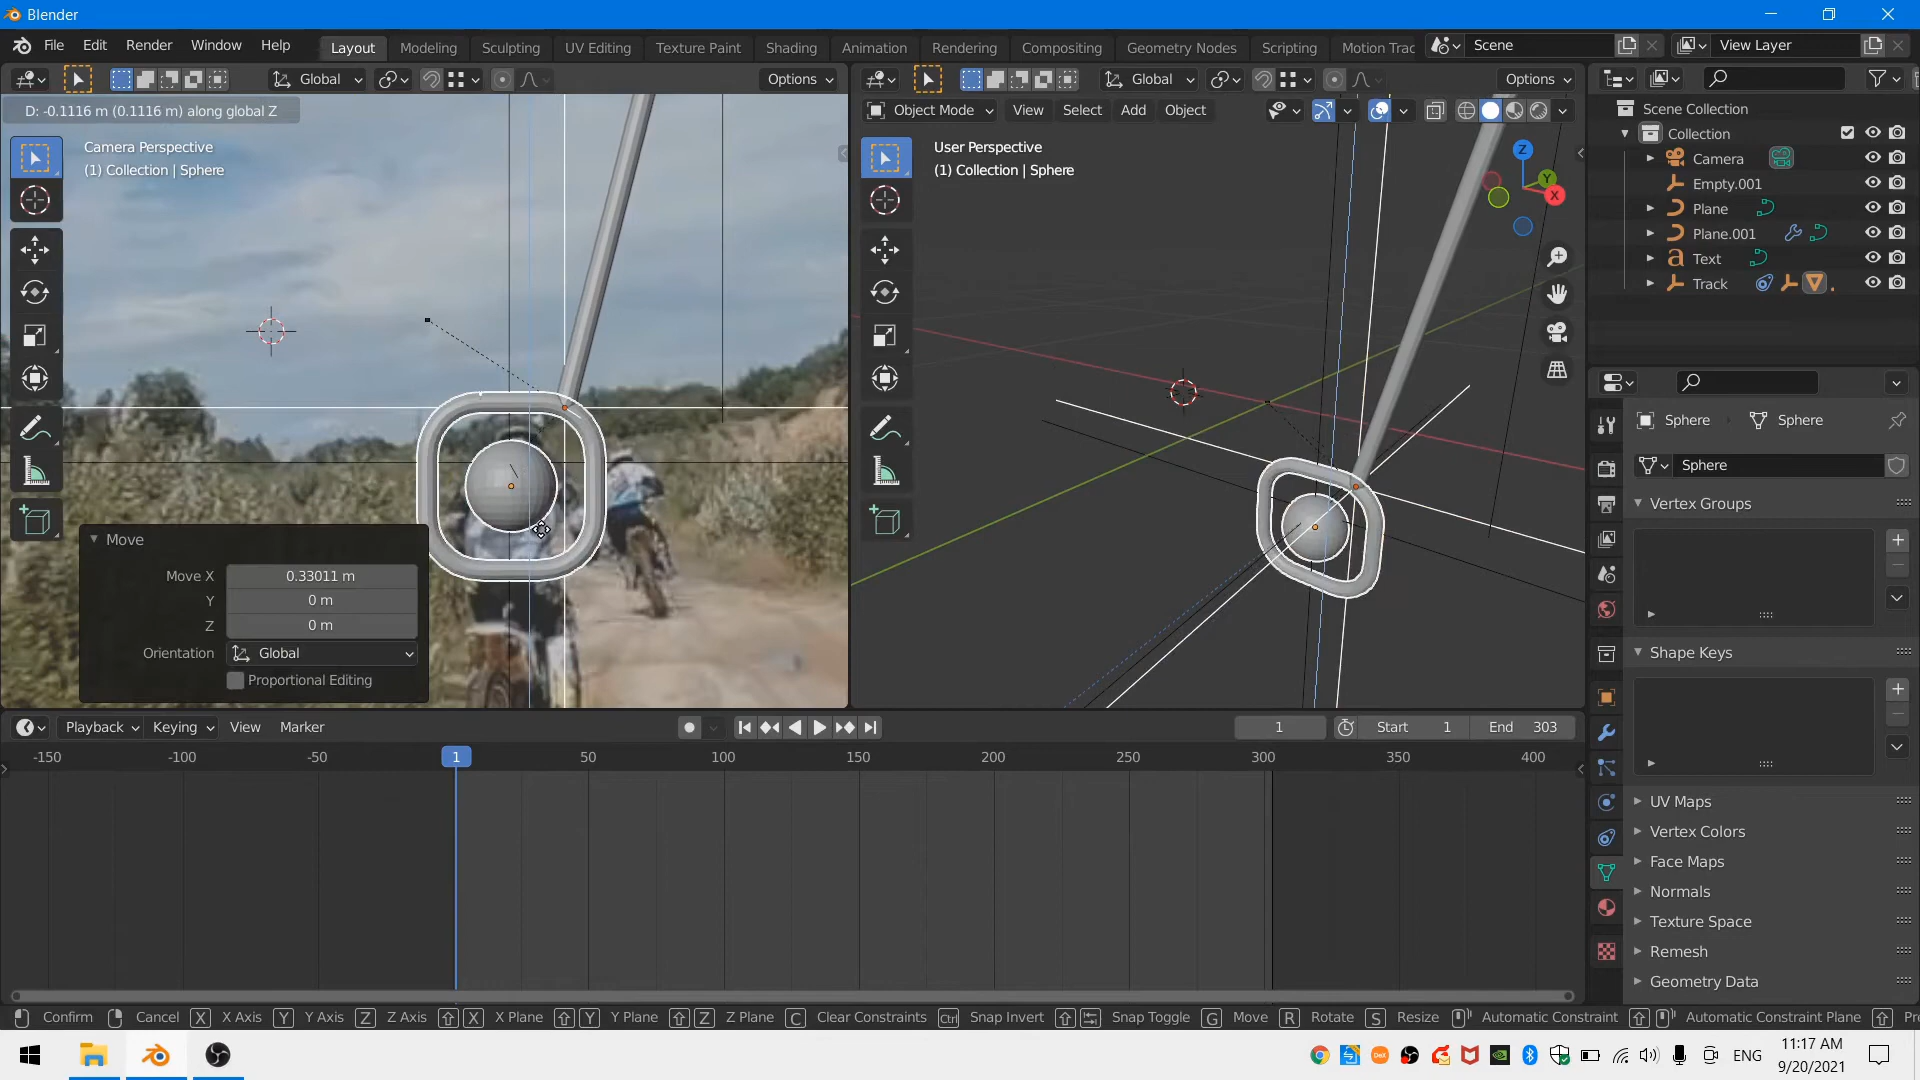 Blender
File Edit Render Window Help Layout Modeling Sculpting UV Editing Texture Paint Shading Animation Rendering Compositing Geometry Nodes Scripting Motion Trac Scene View Layer
Global Options Global Options
D: -0.1116 m (0.1116 m) along global Z
Object Mode View Select Add Object
Camera Perspective
(1) Collection | Sphere
User Perspective
(1) Collection | Sphere
Z
Y
X
Scene Collection
Collection
Camera
Empty.001
Plane
Plane.001
Text
Track
Sphere Sphere
Sphere
Vertex Groups
Shape Keys
UV Maps
Vertex Colors
Face Maps
Normals
Texture Space
Remesh
Geometry Data
Move
Move X 0.33011 m
Y 0 m
Z 0 m
Orientation Global
Proportional Editing
Playback Keying View Marker 1 Start 1 End 303
-150 -100 -50 1 50 100 150 200 250 300 350 400
Confirm Cancel X X Axis Y Y Axis Z Z Axis X X Plane Y Y Plane Z Z Plane C Clear Constraints Ctrl Snap Invert Snap Toggle G Move R Rotate S Resize Automatic Constraint Automatic Constraint Plane Pre
ENG
11:17 AM
9/20/2021